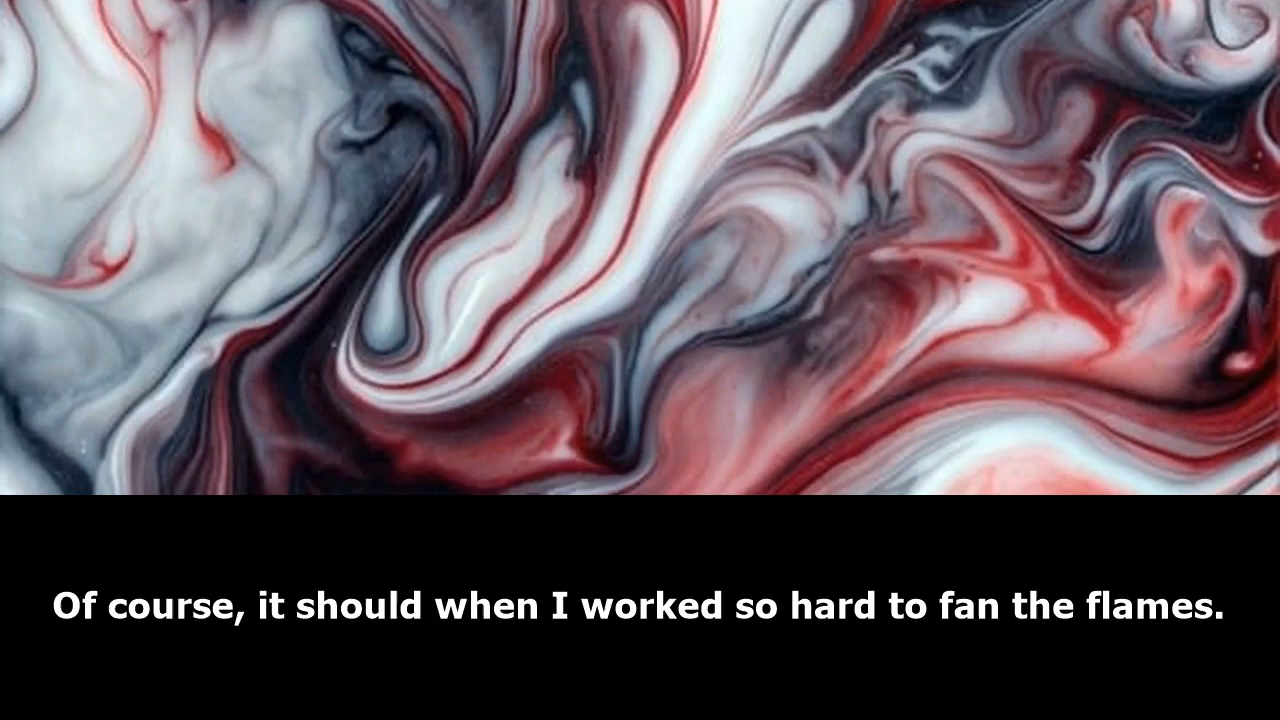 Of course, it should when I worked so hard to fan the flames.